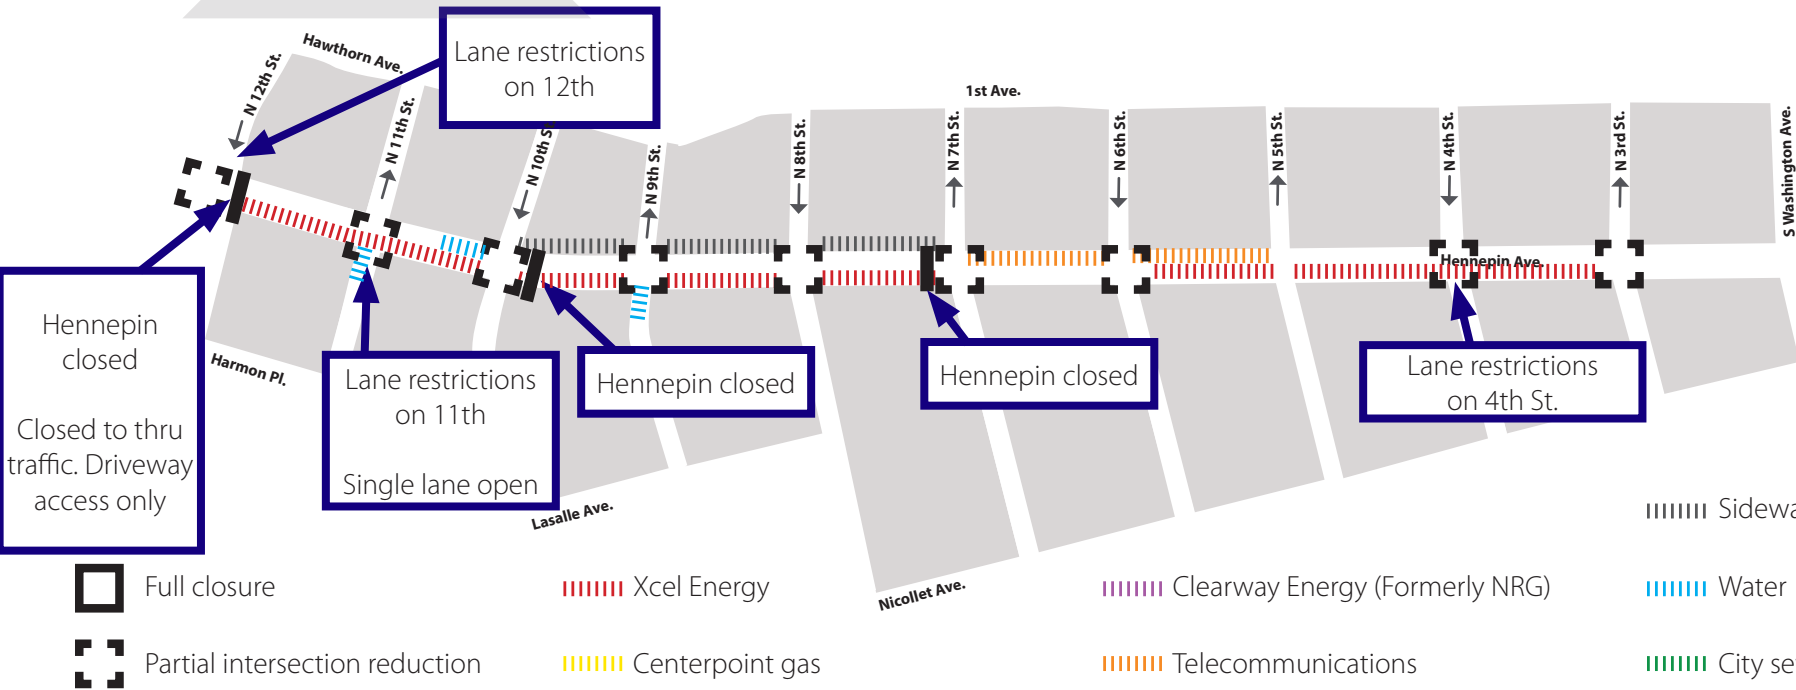 Lane restrictions
on 12th
Hawthorn Ave.
N 12th St.
N 11th St.
N 10th St.
N 9th St.
N 8th St.
1st Ave.
N 7th St.
N 6th St.
N 5th St.
N 4th St.
N 3rd St.
S Washington Ave.
Hennepin Ave.
Hennepin
closed
Closed to thru
traffic. Driveway
access only
Harmon Pl.
Lane restrictions
on 11th
Single lane open
Hennepin closed
Hennepin closed
Lane restrictions
on 4th St.
Lasalle Ave.
Nicollet Ave.
Full closure
Partial intersection reduction
Xcel Energy
Centerpoint gas
Clearway Energy (Formerly NRG)
Telecommunications
Water